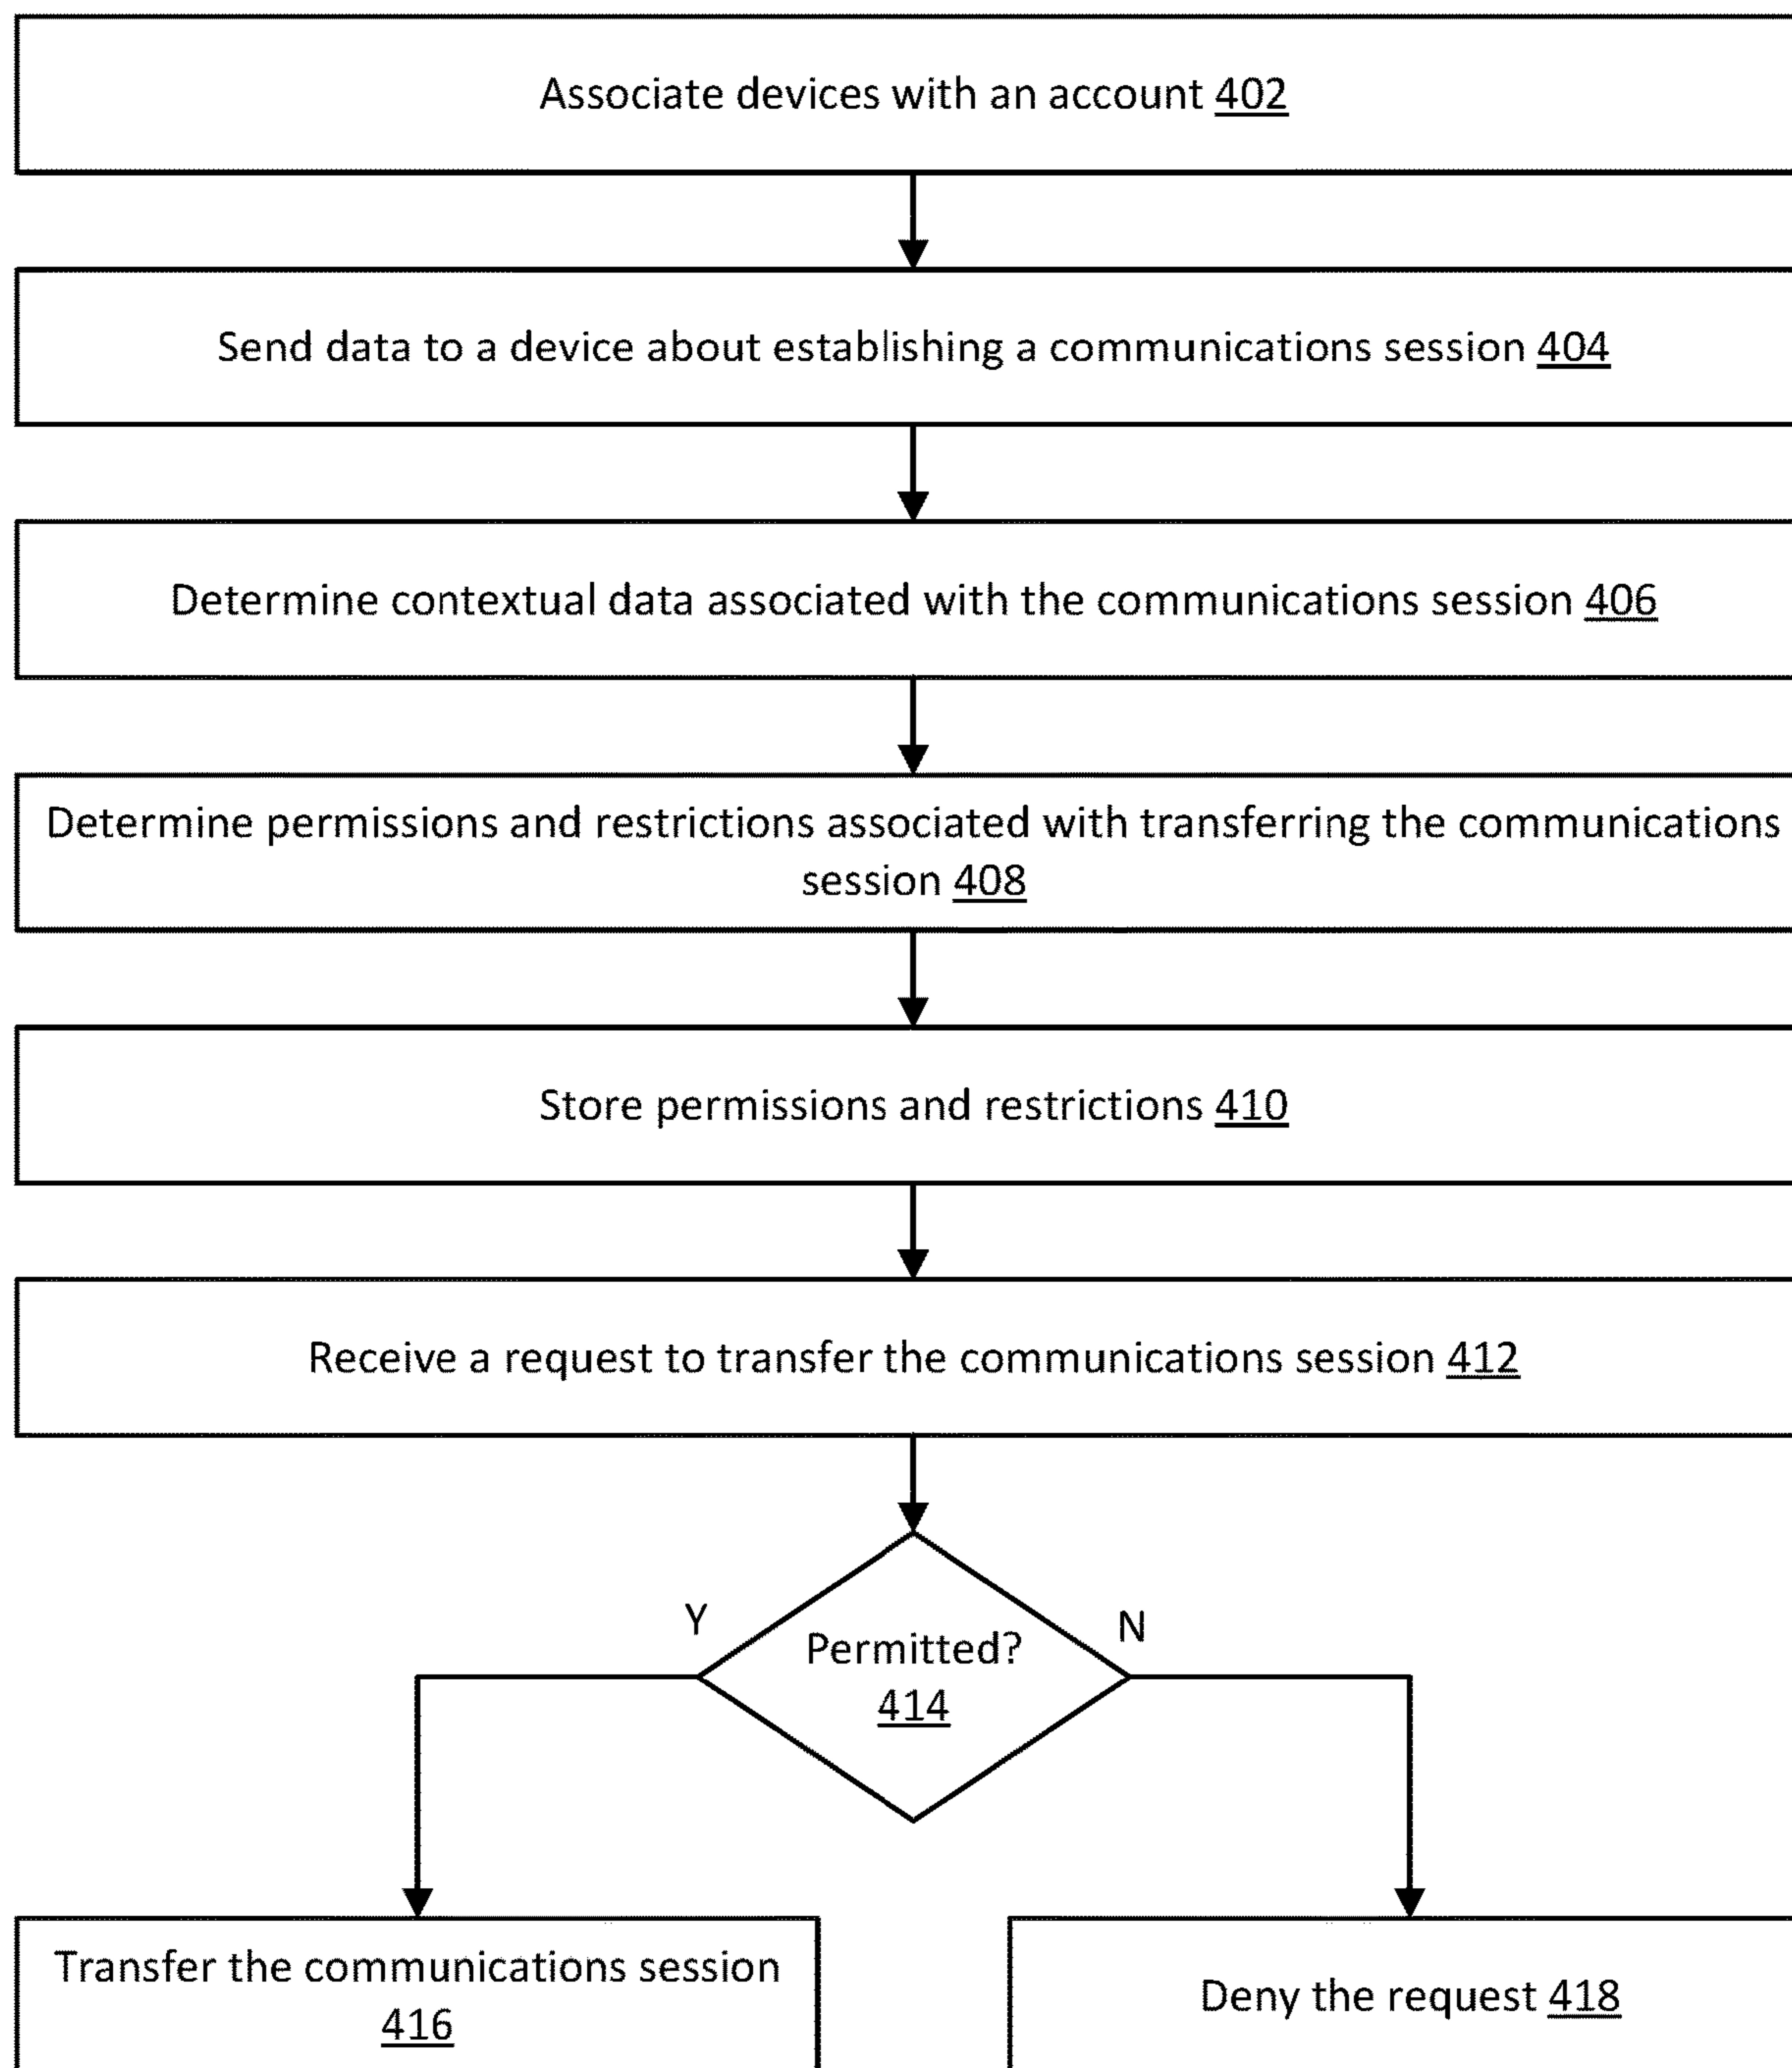 Associate devices with an account 402
Send data to a device about establishing a communications session 404
Determine contextual data associated with the communications session 406
Determine permissions and restrictions associated with transferring the communications
session 408
Store permissions and restrictions 410
Receive a request to transfer the communications session 412
Y
N
Permitted?
414
Transfer the communications session
416
Deny the request 418